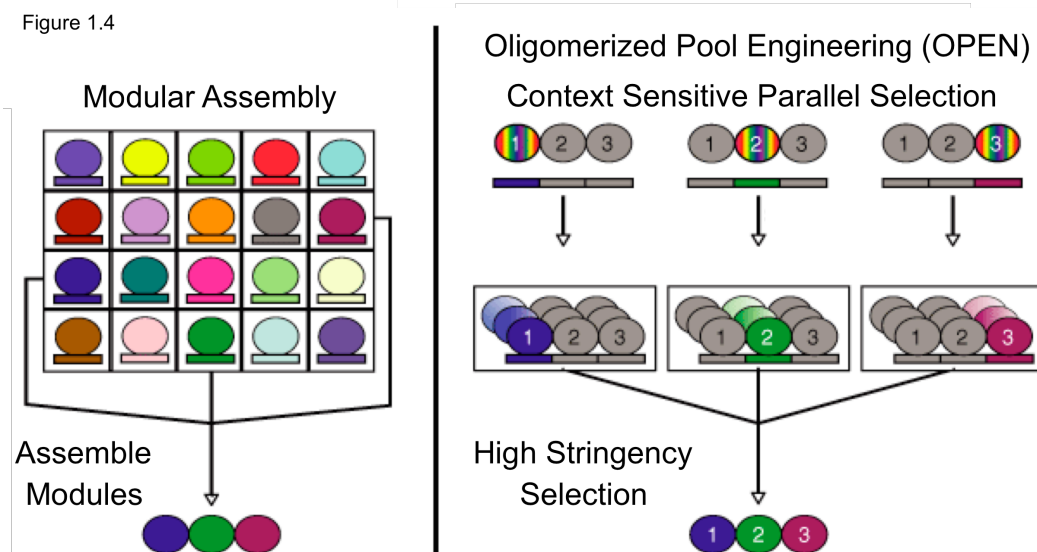 Figure 1.4
Modular Assembly
Assemble
Modules
Oligomerized Pool Engineering (OPEN)
Context Sensitive Parallel Selection
1 2 3
1 2 3
1 2 3
1 2 3
1 2 3
1 2 3
High Stringency
Selection
1 2 3